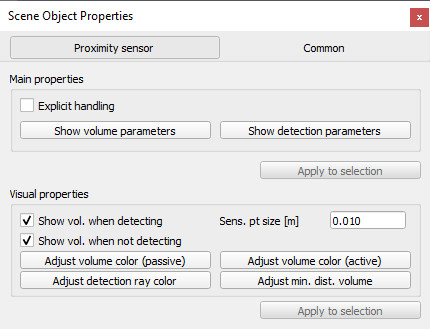 Scene Object Properties
x
Proximity sensor
Common
Main properties
Explicit handling
Show volume parameters
Show detection parameters
Apply to selection
Visual properties
Show vol. when detecting
Sens. pt size [m]
0.010
Show vol. when not detecting
Adjust volume color (passive)
Adjust volume color (active)
Adjust detection ray color
Adjust min. dist. volume
Apply to selection